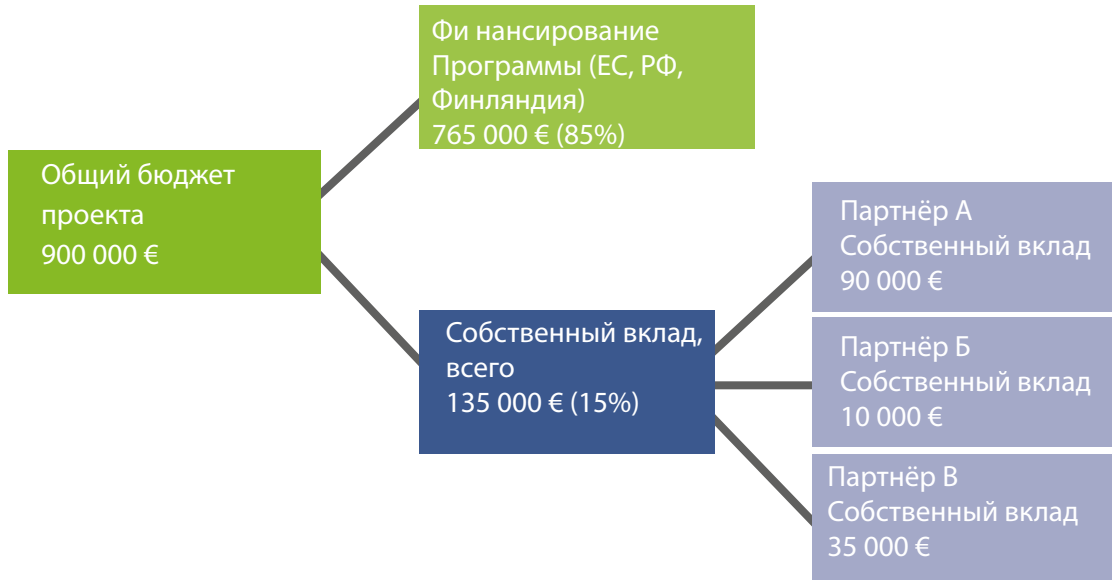 Фи нансирование
Программы (ЕС, РФ,
Финляндия)
765 000 € (85%)
Общий бюджет
проекта
900 000 €
Собственный вклад,
всего
135 000 € (15%)
Партнёр А
Собственный вклад
90 000 €
Партнёр Б
Собственный вклад
10 000 €
Партнёр В
Собственный вклад
35 000 €